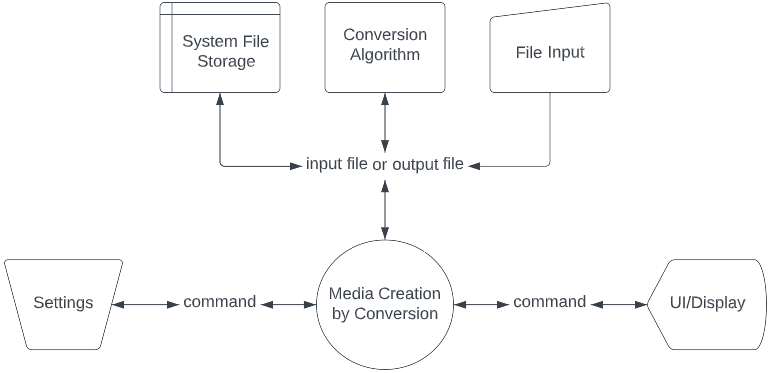 System File
Storage
Conversion
Algorithm
File Input
input file or output file
Settings
command
Media Creation
by Conversion
command
UI/Display